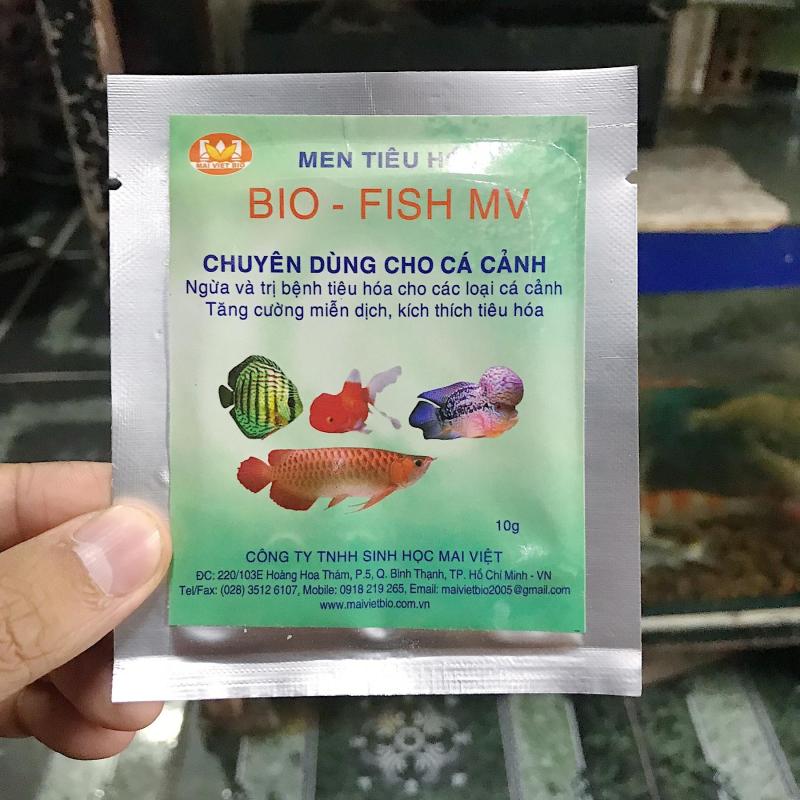 MAI VIET BIO
MEN TIÊU
BIO - FISH MV
CHUYÊN DÙNG CHO CÁ CẢNH
Ngừa và trị bệnh tiêu hóa cho các loại cá cảnh
Tăng cường miễn dịch, kích thích tiêu hóa
10g
CÔNG TY TNHH SINH HỌC MAI VIỆT
ĐC: 220/103E Hoàng Hoa Thám, P.5, Q. Bình Thạnh, TP. Hồ Chí Minh - VN
Tel/Fax: (028) 3512 6107, Mobile: 0918 219 265, Email: maivietbio2005@gmail.com
www.maivietbio.com.vn